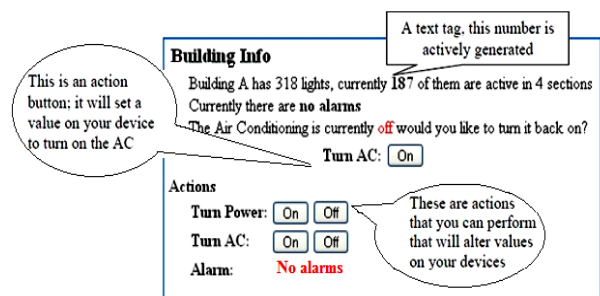 A text tag, this number is
actively generated
Building Info
Building A has 318 lights, currently 187 of them are active in 4 sections
Currently there are no alarms
The Air Conditioning is currently off would you like to turn it back on?
Turn AC: On
This is an action
button; it will set a
value on your device
to turn on the AC
Actions
Turn Power: On Off
Turn AC: On Off
Alarm: No alarms
These are actions
that you can perform
that will alter values
on your devices